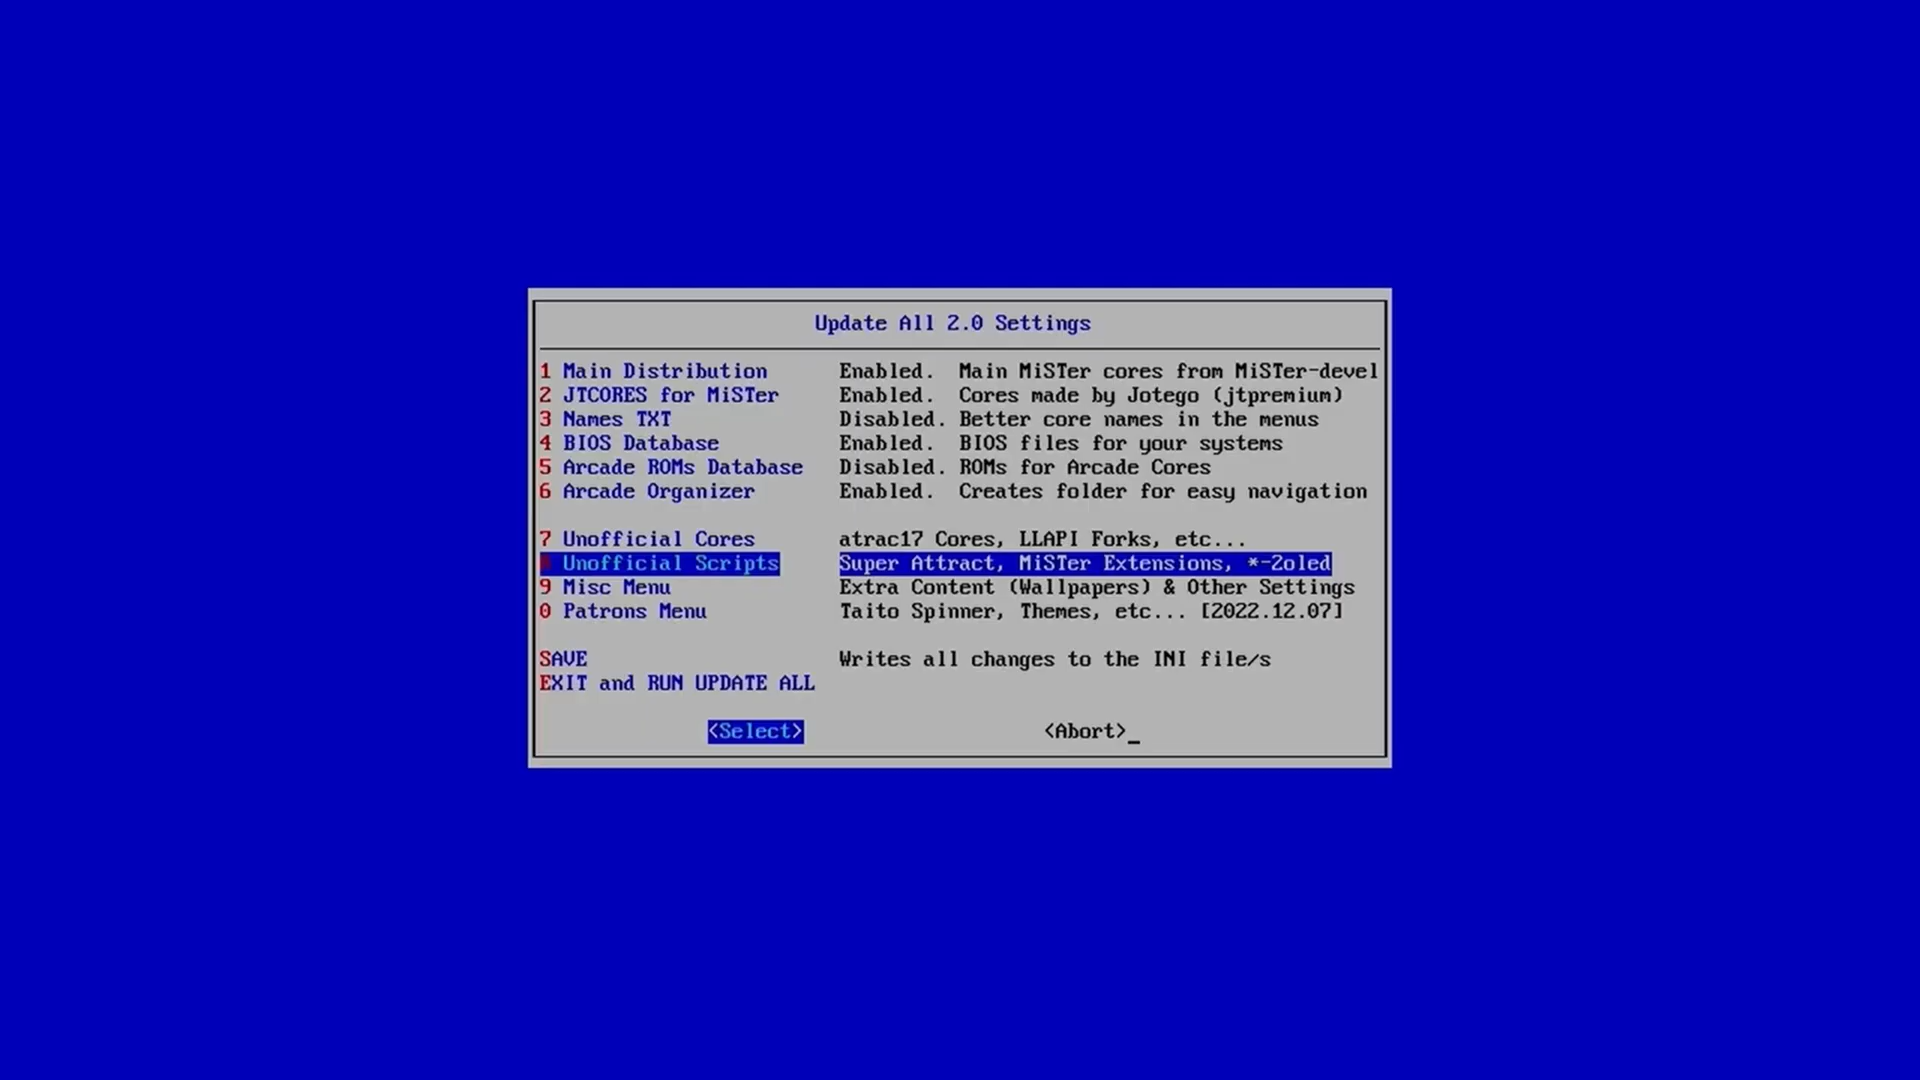 Update All 2.0 Settings
1 Main Distribution Enabled. Main MiSTer cores from MiSTer-devel
2 JTCORES for MiSTer Enabled. Cores made by Jotego (jtpremium)
3 Names TXT Disabled. Better core names in the menus
4 BIOS Database Enabled. BIOS files for your systems
5 Arcade ROMs Database Disabled. ROMs for Arcade Cores
6 Arcade Organizer Enabled. Creates folder for easy navigation
7 Unofficial Cores atrac17 Cores, LLAPI Forks, etc...
Unofficial Scripts Super Attract, MiSTer Extensions, *-2oled
9 Misc Menu Extra Content (Wallpapers) & Other Settings
0 Patrons Menu Taito Spinner, Themes, etc... [2022.12.07]
SAVE Writes all changes to the INI file/s
EXIT and RUN UPDATE ALL
<Select> <Abort>_